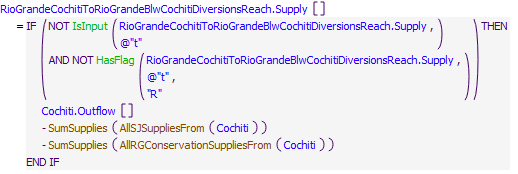 RioGrandeCochitiToRioGrandeBlwCochitiDiversionsReach.Supply []
= IF ( NOT IsInput ( RioGrandeCochitiToRioGrandeBlwCochitiDiversionsReach.Supply , ) ) THEN
@"t"
AND NOT HasFlag ( RioGrandeCochitiToRioGrandeBlwCochitiDiversionsReach.Supply , )
@"t" ,
"R"
Cochiti.Outflow []
- SumSupplies ( AllSJSuppliesFrom ( Cochiti ) )
- SumSupplies ( AllRGConservationSuppliesFrom ( Cochiti ) )
END IF